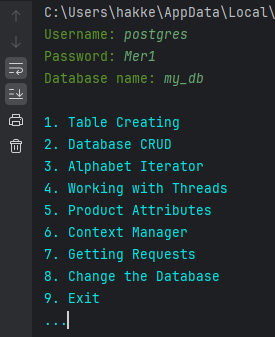 C:\Users\hakke\AppData\Local\
Username: postgres
Password: Mer1
Database name: my_db
1. Table Creating
2. Database CRUD
3. Alphabet Iterator
4. Working with Threads
5. Product Attributes
6. Context Manager
7. Getting Requests
8. Change the Database
9. Exit
...